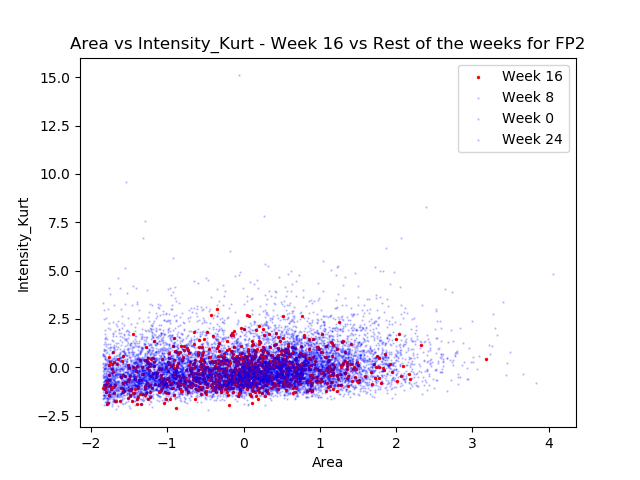 Area vs Intensity_Kurt - Week 16 vs Rest of the weeks for FP2
Week 16
Week 8
Week 0
Week 24
15.0
12.5
10.0
7.5
5.0
2.5
0.0
−2.5
Intensity_Kurt
−2 −1 0 1 2 3 4
Area